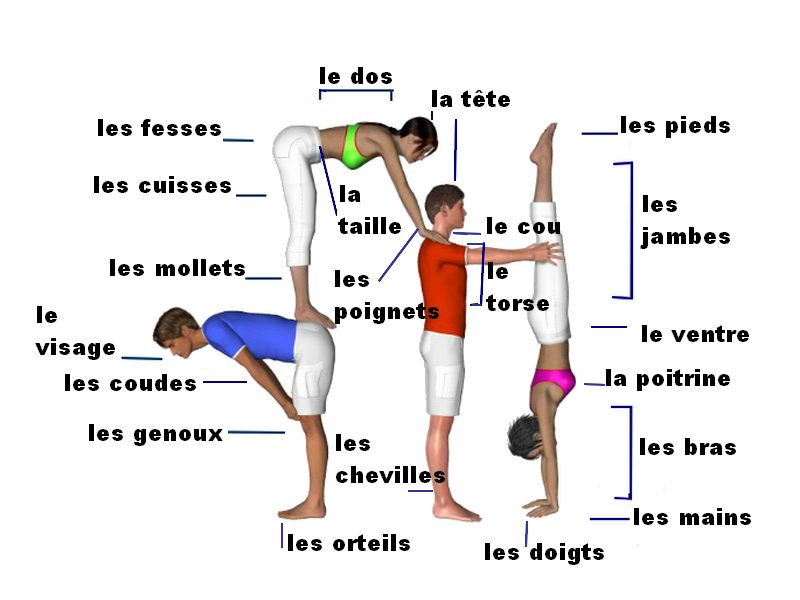 le dos
la tête
les fesses
les pieds
les cuisses
la
taille
les
jambes
le cou
les mollets
les
poignets
le
torse
le
visage
le ventre
les coudes
la poitrine
les genoux
les
chevilles
les bras
les mains
les orteils
les doigts